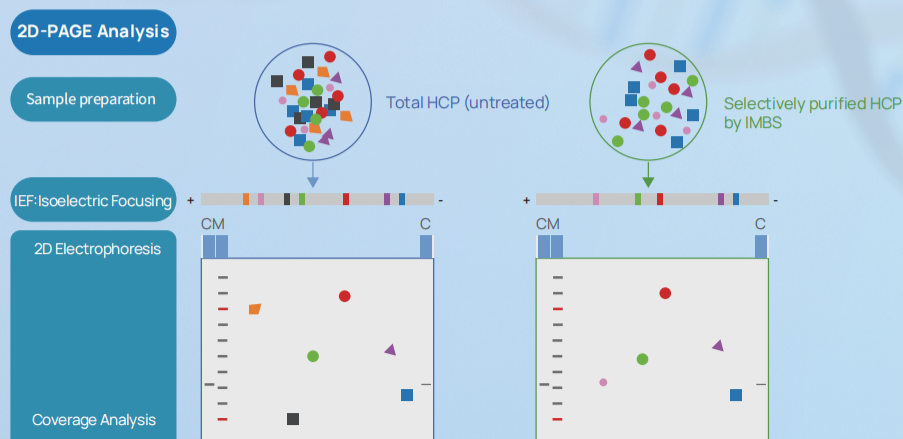 2D-PAGE Analysis
Sample preparation
Total HCP (untreated)
Selectively purified HCP
by IMBS
IEF:Isoelectric Focusing
+
-
+
-
CM
C
CM
C
2D Electrophoresis
Coverage Analysis